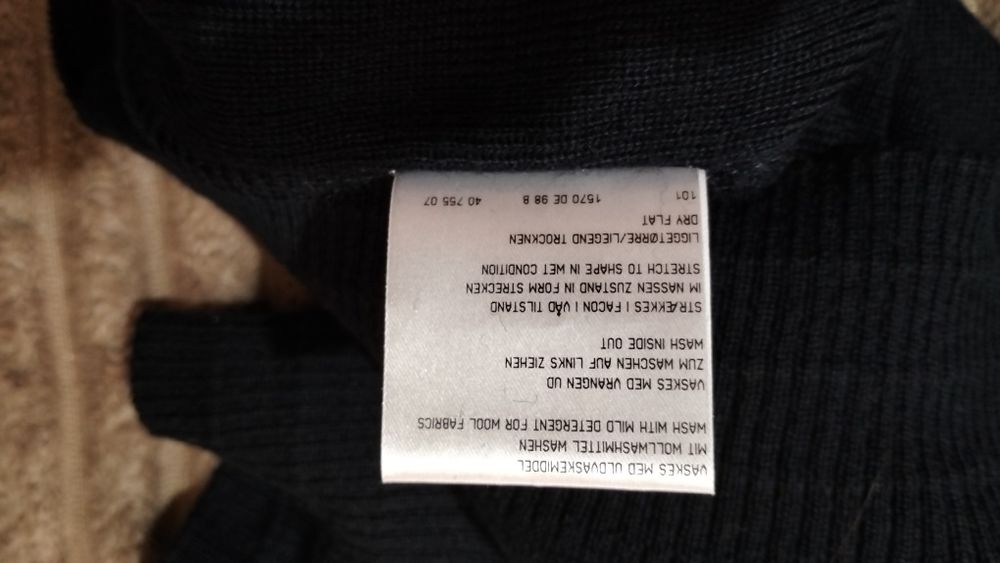 VASKES MED ULDVASKEMIDDEL
MIT WOLLWASHMITTEL WASHEN
WASH WITH MILD DETERGENT FOR WOOL FABRICS
VASKES MED VRANGEN UD
ZUM WASCHEN AUF LINKS ZIEHEN
WASH INSIDE OUT
STRÆKKES I FACON I VÅD TILSTAND
IM NASSEN ZUSTAND IN FORM STRECKEN
STRETCH TO SHAPE IN WET CONDITION
LIGGETØRRE/LIEGEND TROCKNEN
DRY FLAT
101 1570 DE 98 B 40 755 07